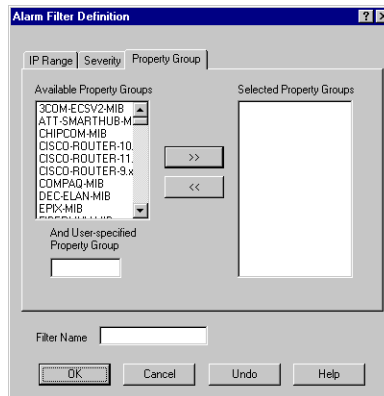 Alarm Filter Definition
IP Range Severity Property Group
Available Property Groups
Selected Property Groups
3COM-ECSV2-MIB
ATT-SMARTHUB-M
CHIPCOM-MIB
CISCO-ROUTER-10.
CISCO-ROUTER-11.
CISCO-ROUTER-9.x
COMPAQ-MIB
DEC-ELAN-MIB
EPIX-MIB
>>
<<
And User-specified
Property Group
Filter Name
OK Cancel Undo Help